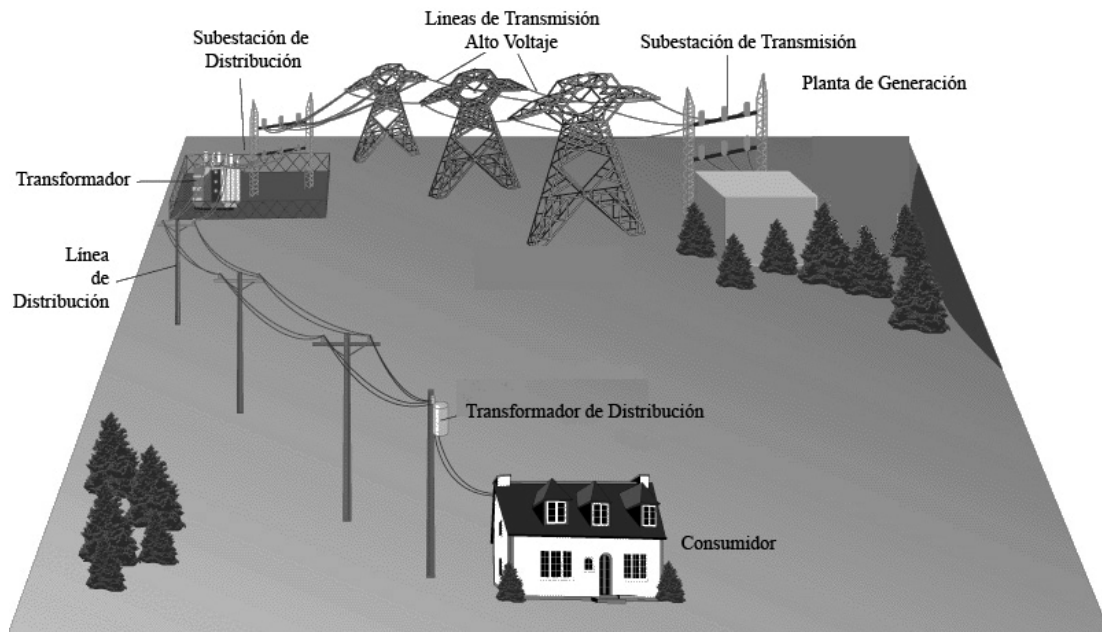 Lineas de Transmisión
Alto Voltaje
Subestación de
Distribución
Subestación de Transmisión
Planta de Generación
Transformador
Línea
de
Distribución
Transformador de Distribución
Consumidor